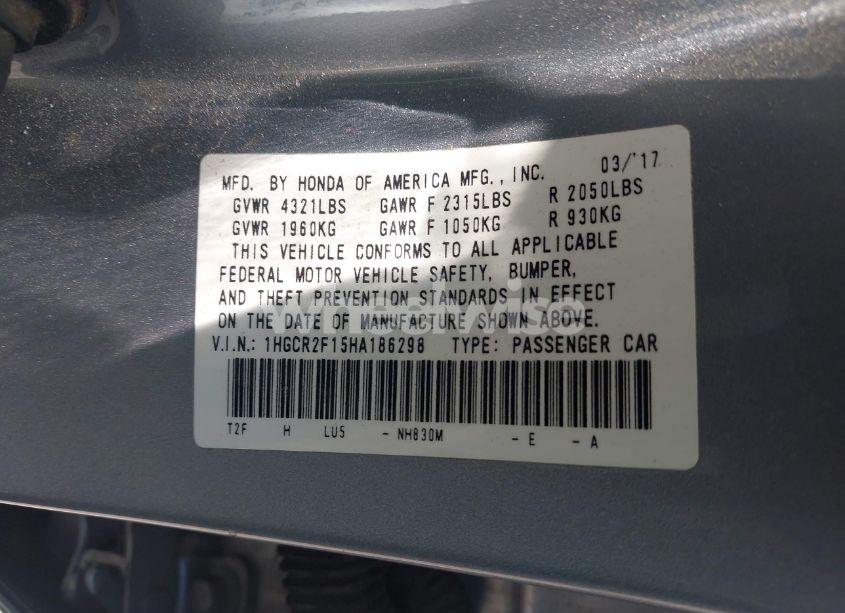 MFD. BY HONDA OF AMERICA MFG., INC. 03/'17
GVWR 4321LBS GAWR F 2315LBS R 2050LBS
GVWR 1960KG GAWR F 1050KG R 930KG
THIS VEHICLE CONFORMS TO ALL APPLICABLE
FEDERAL MOTOR VEHICLE SAFETY, BUMPER,
AND THEFT PREVENTION STANDARDS IN EFFECT
ON THE DATE OF MANUFACTURE SHOWN ABOVE.
V.I.N.: 1HGCR2F15HA186298 TYPE: PASSENGER CAR
T2F H LU5 - NH830M - E - A